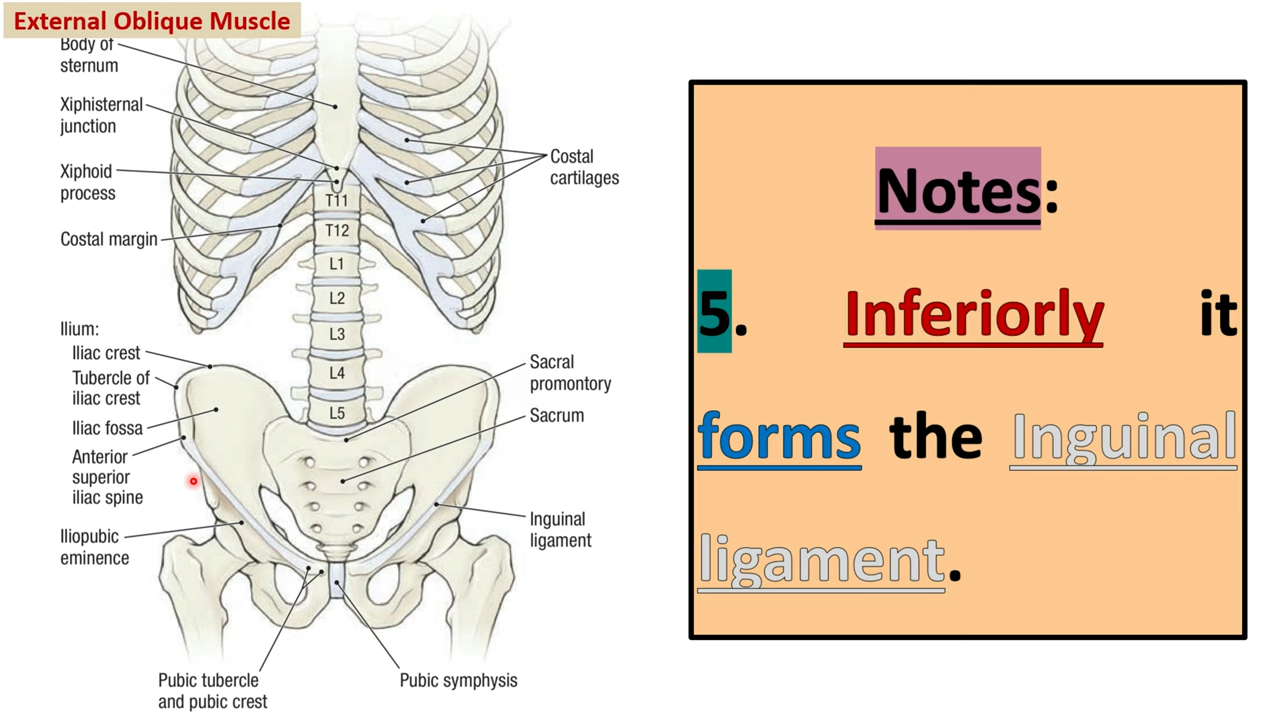 External Oblique Muscle
Body of
sternum
Xiphisternal
junction
Xiphoid
process
Costal margin
Costal
cartilages
T11
T12
L1
L2
L3
L4
L5
Ilium:
Iliac crest
Tubercle of
iliac crest
Iliac fossa
Anterior
superior
iliac spine
Iliopubic
eminence
Sacral
promontory
Sacrum
Inguinal
ligament
Pubic tubercle
and pubic crest
Pubic symphysis
Notes:
5. Inferiorly it
forms the Inguinal
ligament.